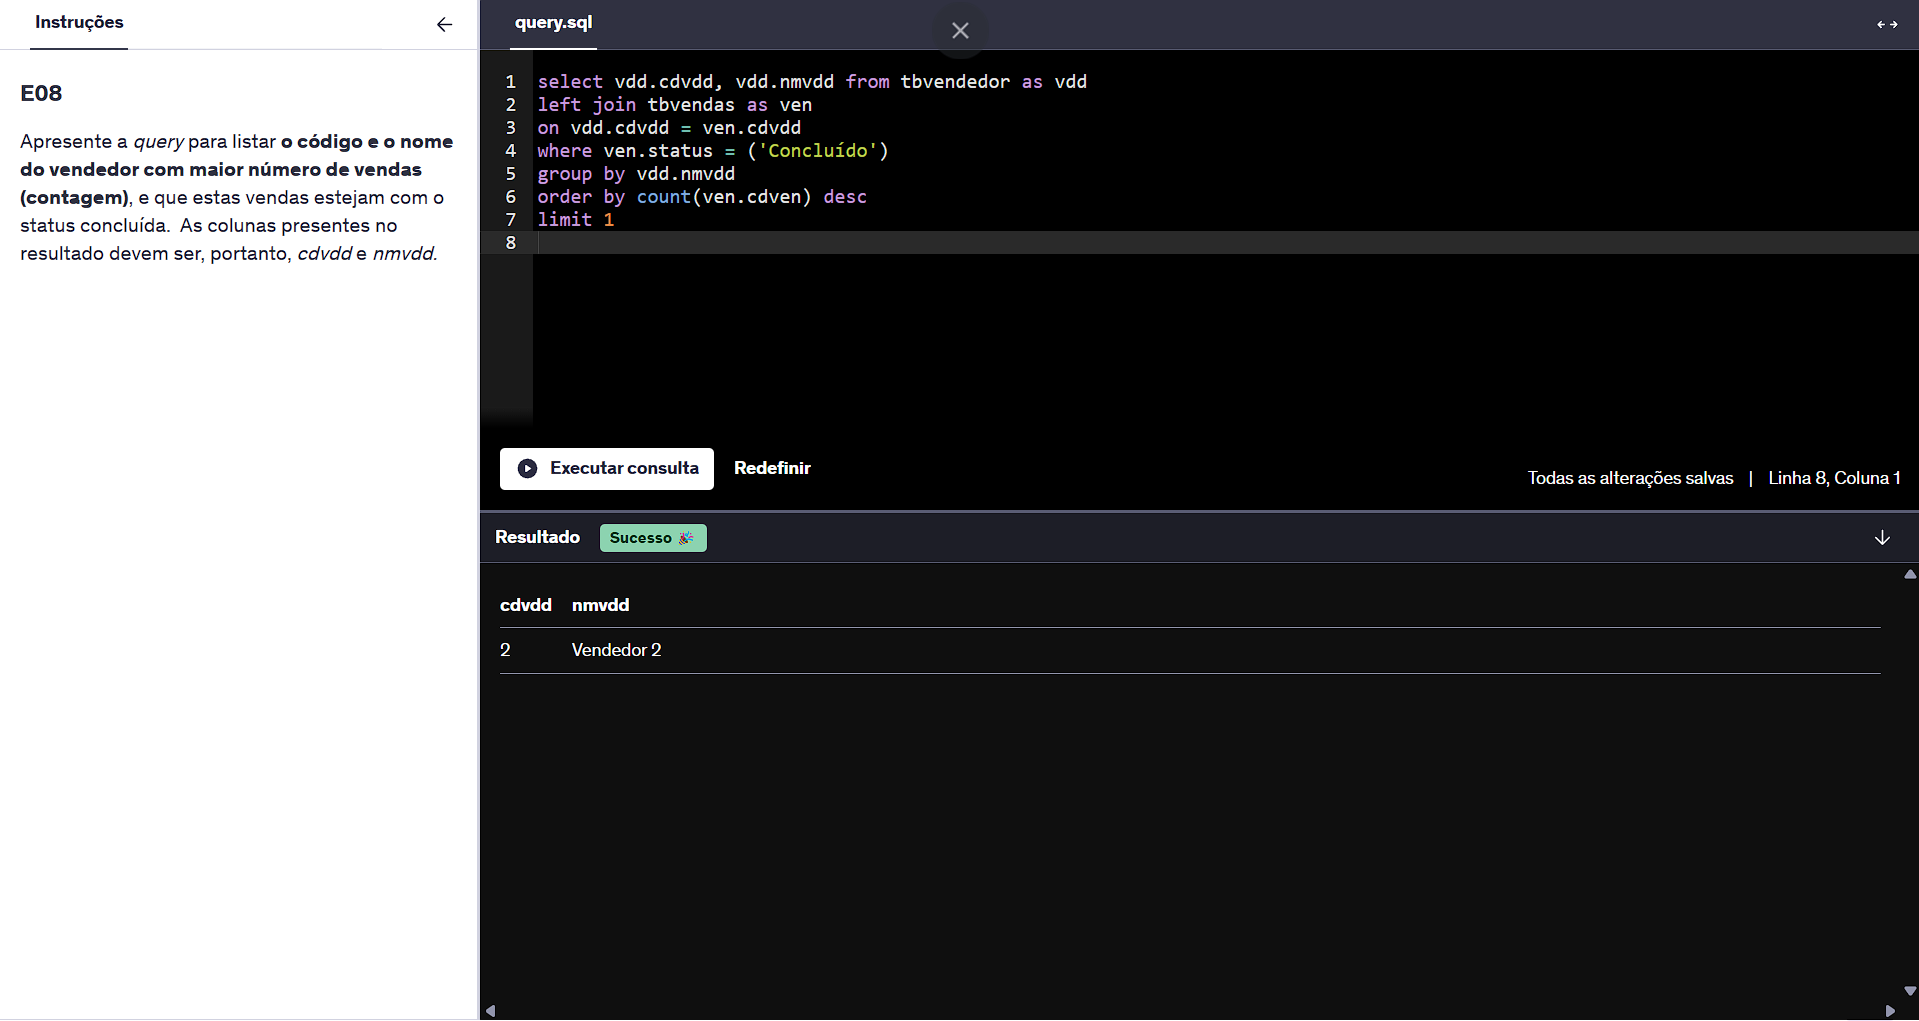 Instruções
E08
Apresente a query para listar o código e o nome
do vendedor com maior número de vendas
(contagem), e que estas vendas estejam com o
status concluída. As colunas presentes no
resultado devem ser, portanto, cdvdd e nmvdd.
query.sql
1 select vdd.cdvdd, vdd.nmvdd from tbvendedor as vdd
2 left join tbvendas as ven
3 on vdd.cdvdd = ven.cdvdd
4 where ven.status = ('Concluído')
5 group by vdd.nmvdd
6 order by count(ven.cdven) desc
7 limit 1
8
Executar consulta Redefinir
Todas as alterações salvas | Linha 8, Coluna 1
Resultado Sucesso 🎉
cdvdd nmvdd
2 Vendedor 2